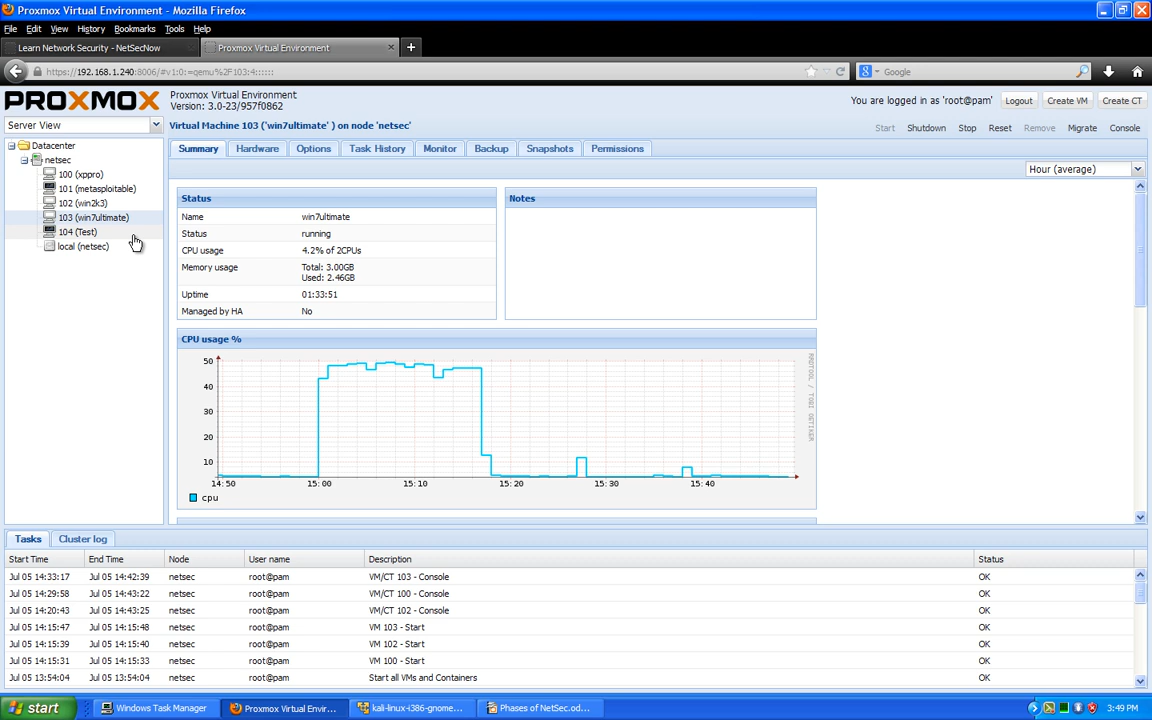 Proxmox Virtual Environment - Mozilla Firefox
File Edit View History Bookmarks Tools Help
Learn Network Security - NetSecNow
Proxmox Virtual Environment
https://192.168.1.240:8006/#v1:0:=qemu%2F103:4::::::
Google
PROXMOX
Proxmox Virtual Environment
Version: 3.0-23/957f0862
You are logged in as 'root@pam'
Logout
Create VM
Create CT
Server View
Virtual Machine 103 ('win7ultimate' ) on node 'netsec'
Start Shutdown Stop Reset Remove Migrate Console
Datacenter
netsec
100 (xppro)
101 (metasploitable)
102 (win2k3)
103 (win7ultimate)
104 (Test)
local (netsec)
Summary Hardware Options Task History Monitor Backup Snapshots Permissions
Hour (average)
Status
Name win7ultimate
Status running
CPU usage 4.2% of 2CPUs
Memory usage Total: 3.00GB
Used: 2.46GB
Uptime 01:33:51
Managed by HA No
Notes
CPU usage %
50
40
30
20
10
14:50 15:00 15:10 15:20 15:30 15:40
cpu
RRDTOOL / TOBI OETIKER
Tasks Cluster log
Start Time End Time Node User name Description Status
Jul 05 14:33:17 Jul 05 14:42:39 netsec root@pam VM/CT 103 - Console OK
Jul 05 14:29:58 Jul 05 14:43:22 netsec root@pam VM/CT 100 - Console OK
Jul 05 14:20:43 Jul 05 14:43:25 netsec root@pam VM/CT 102 - Console OK
Jul 05 14:15:47 Jul 05 14:15:48 netsec root@pam VM 103 - Start OK
Jul 05 14:15:39 Jul 05 14:15:40 netsec root@pam VM 102 - Start OK
Jul 05 14:15:31 Jul 05 14:15:33 netsec root@pam VM 100 - Start OK
Jul 05 13:54:04 Jul 05 13:54:04 netsec root@pam Start all VMs and Containers OK
start
Windows Task Manager
Proxmox Virtual Envir...
kali-linux-i386-gnome...
Phases of NetSec.od...
3:49 PM